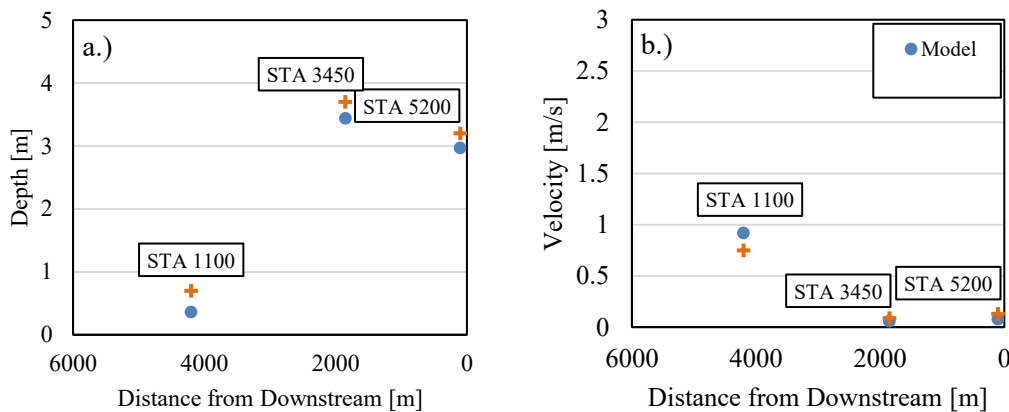 a.)
5
4
3
2
1
0
Depth [m]
STA 3450
STA 5200
STA 1100
6000 4000 2000 0
Distance from Downstream [m]
b.)
3
2.5
2
1.5
1
0.5
0
Velocity [m/s]
Model
STA 1100
STA 3450
STA 5200
6000 4000 2000 0
Distance from Downstream [m]